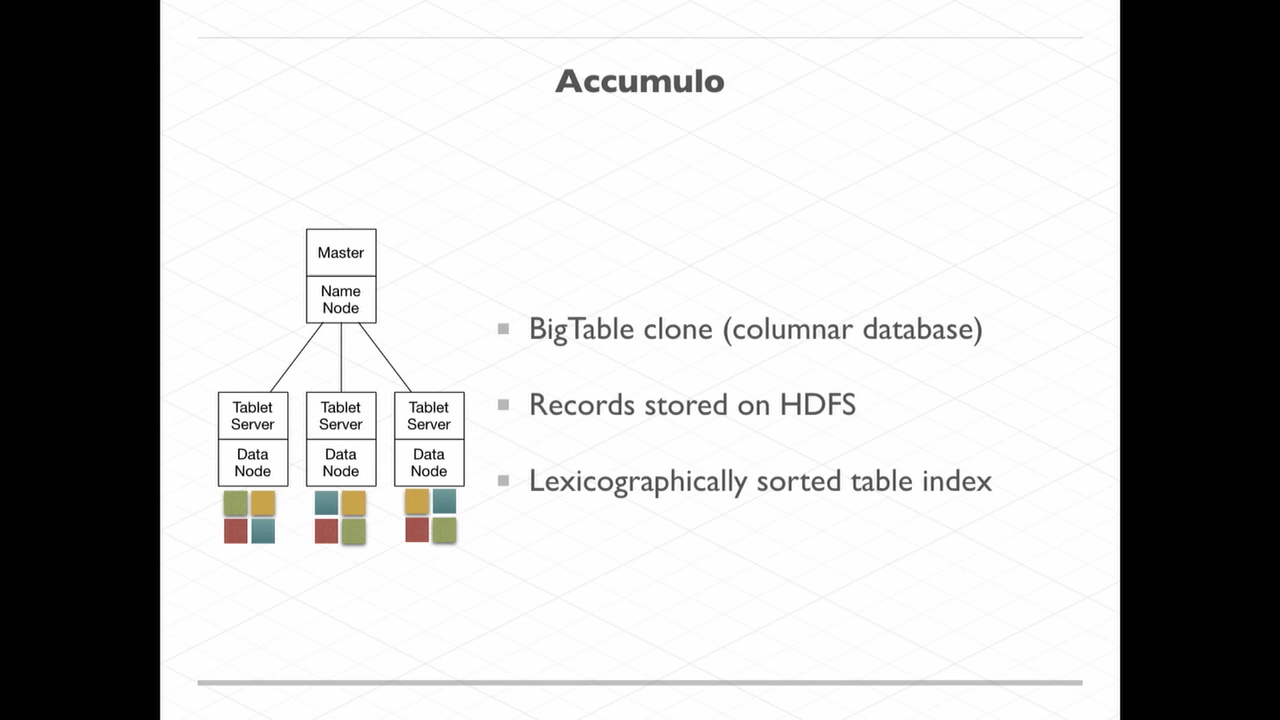 Accumulo
Master
Name
Node
Tablet
Server
Data
Node
Tablet
Server
Data
Node
Tablet
Server
Data
Node
BigTable clone (columnar database)
Records stored on HDFS
Lexicographically sorted table index